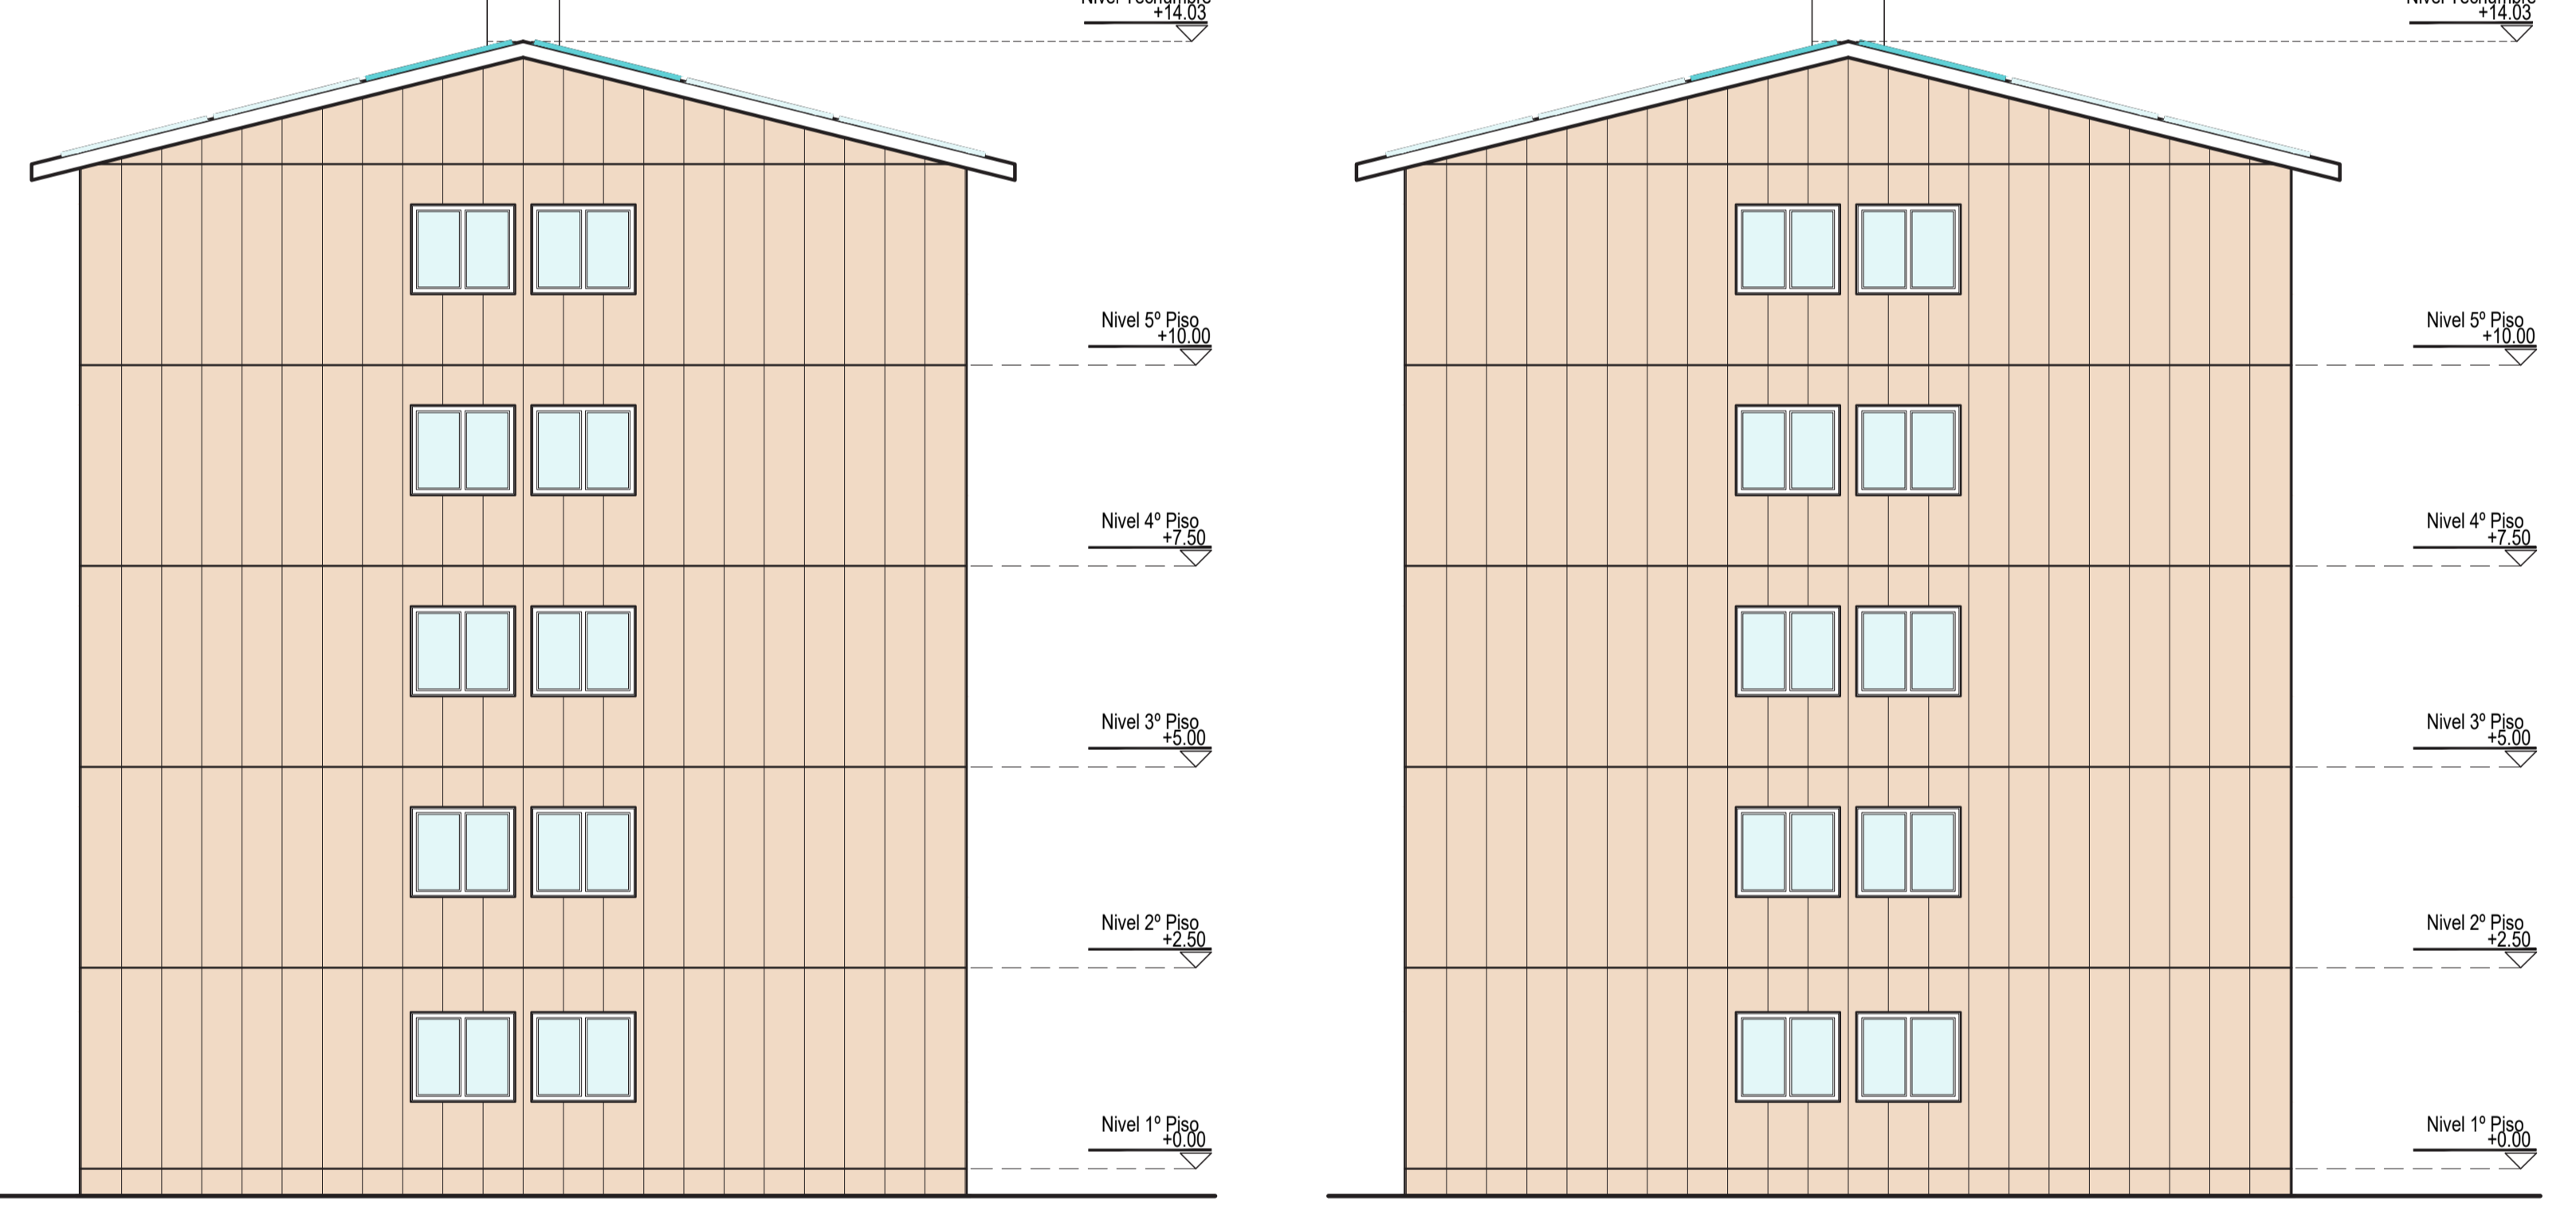 +14.03
+14.03
Nivel 5º Piso
+10.00
Nivel 5º Piso
+10.00
Nivel 4º Piso
+7.50
Nivel 4º Piso
+7.50
Nivel 3º Piso
+5.00
Nivel 3º Piso
+5.00
Nivel 2º Piso
+2.50
Nivel 2º Piso
+2.50
Nivel 1º Piso
+0.00
Nivel 1º Piso
+0.00